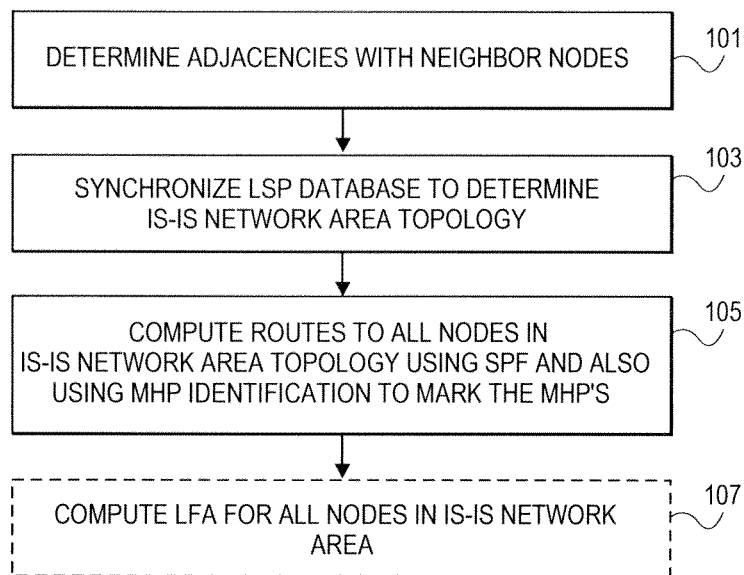 DETERMINE ADJACENCIES WITH NEIGHBOR NODES
101
SYNCHRONIZE LSP DATABASE TO DETERMINE
IS-IS NETWORK AREA TOPOLOGY
103
COMPUTE ROUTES TO ALL NODES IN
IS-IS NETWORK AREA TOPOLOGY USING SPF AND ALSO
USING MHP IDENTIFICATION TO MARK THE MHP'S
105
COMPUTE LFA FOR ALL NODES IN IS-IS NETWORK
AREA
107